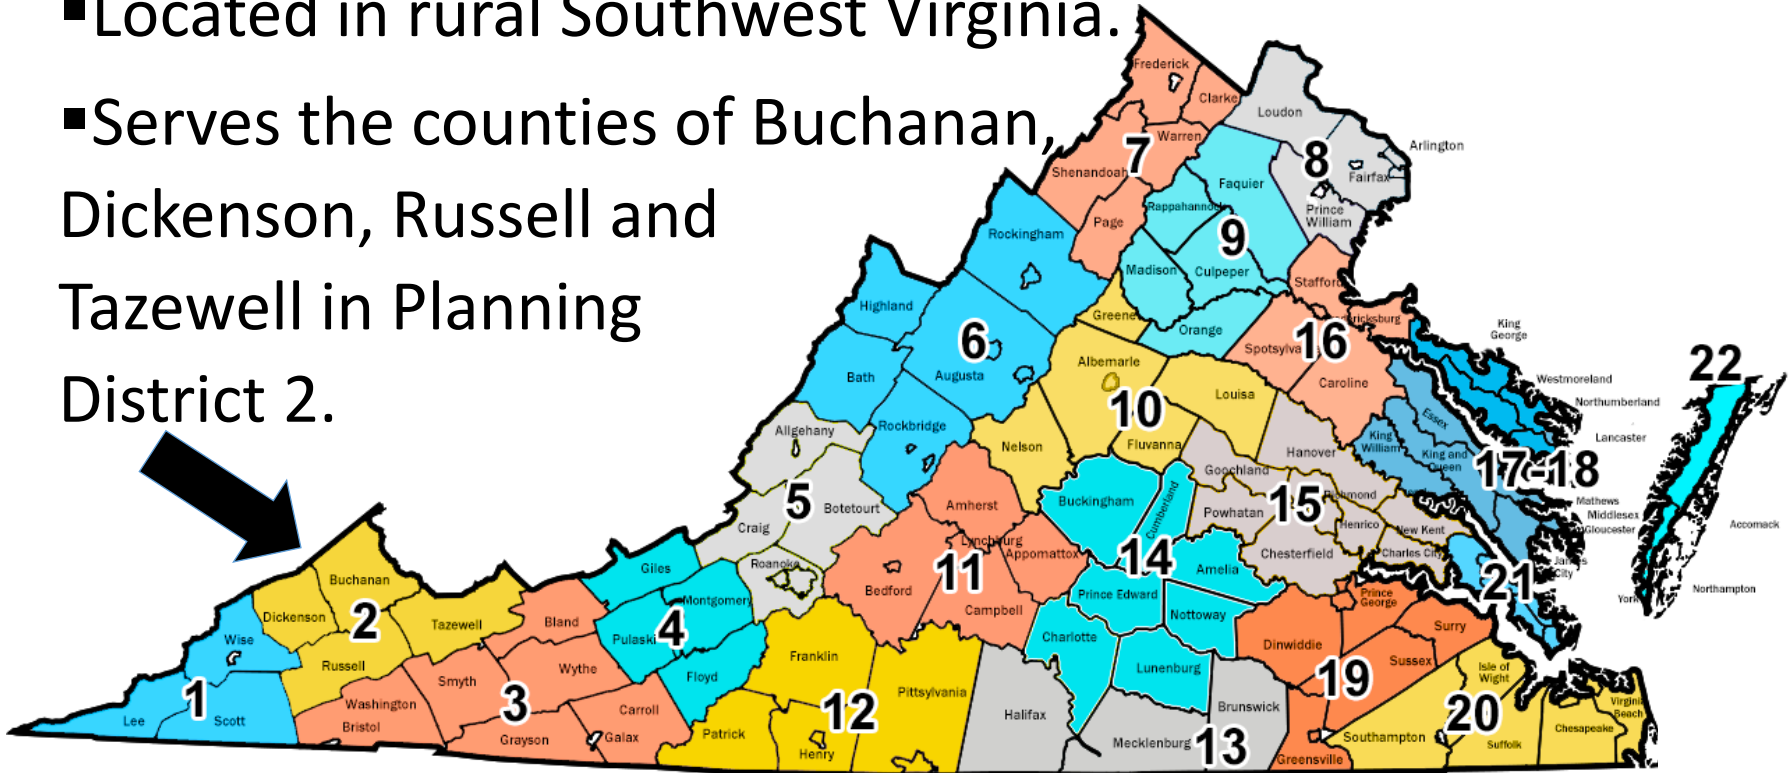 ▪Located in rural Southwest Virginia.
▪Serves the counties of Buchanan,
Dickenson, Russell and
Tazewell in Planning
District 2.
Frederick
Clarke
Loudon
Warren
7
8
Arlington
Shenandoah
Fairfax
Faquier
Rappahannock
Prince
William
Page
Rockingham
9
Madison
Culpeper
Stafford
Highland
Greene
Orange
ricksburg
King
George
6
16
Spotsylva
22
Albemarle
Bath
Augusta
Caroline
Westmoreland
10
Louisa
Northumberland
Essex
Allgehany
Rockbridge
Nelson
Fluvanna
King
William
Lancaster
Hanover
King and
Queen
17-18
Goochland
5
Botetourt
Amherst
Buckingham
Cumberland
15
Richmond
Mathews
Powhatan
Middlesex
Craig
Henrico
New Kent
Gloucester
Accomack
Lynchburg
Appomattox
14
Chesterfield
Charles City
James
City
Roanoke
Giles
11
Amelia
Buchanan
Bedford
21
Northampton
Montgomery
Prince Edward
Prince
George
York
Dickenson
2
Tazewell
Bland
Campbell
Nottoway
Wise
Pulaski
4
Charlotte
Surry
Dinwiddie
Russell
Franklin
Wythe
Lunenburg
Sussex
Isle of
Wight
Floyd
Smyth
19
Pittsylvania
1
3
Washington
Carroll
12
Halifax
Brunswick
20
Virginia
Beach
Lee
Scott
Bristol
Grayson
Galax
Patrick
Henry
Mecklenburg
13
Southampton
Suffolk
Chesapeake
Greensville